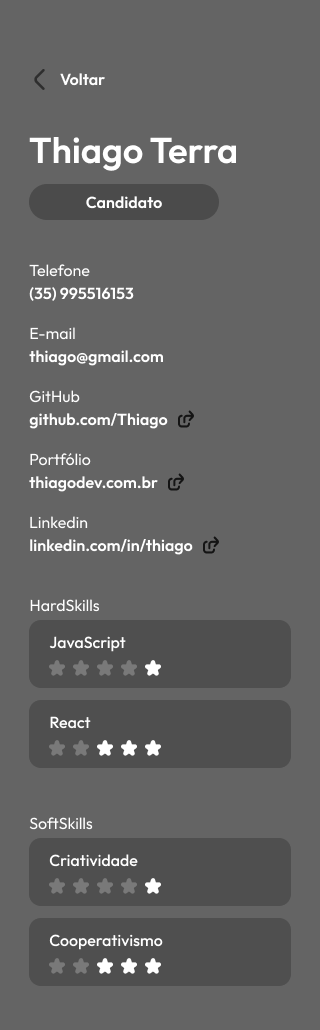 Voltar
Thiago Terra
Candidato
Telefone
(35) 995516153
E-mail
thiago@gmail.com
GitHub
github.com/Thiago
Portfólio
thiagodev.com.br
Linkedin
linkedin.com/in/thiago
HardSkills
JavaScript
React
SoftSkills
Criatividade
Cooperativismo